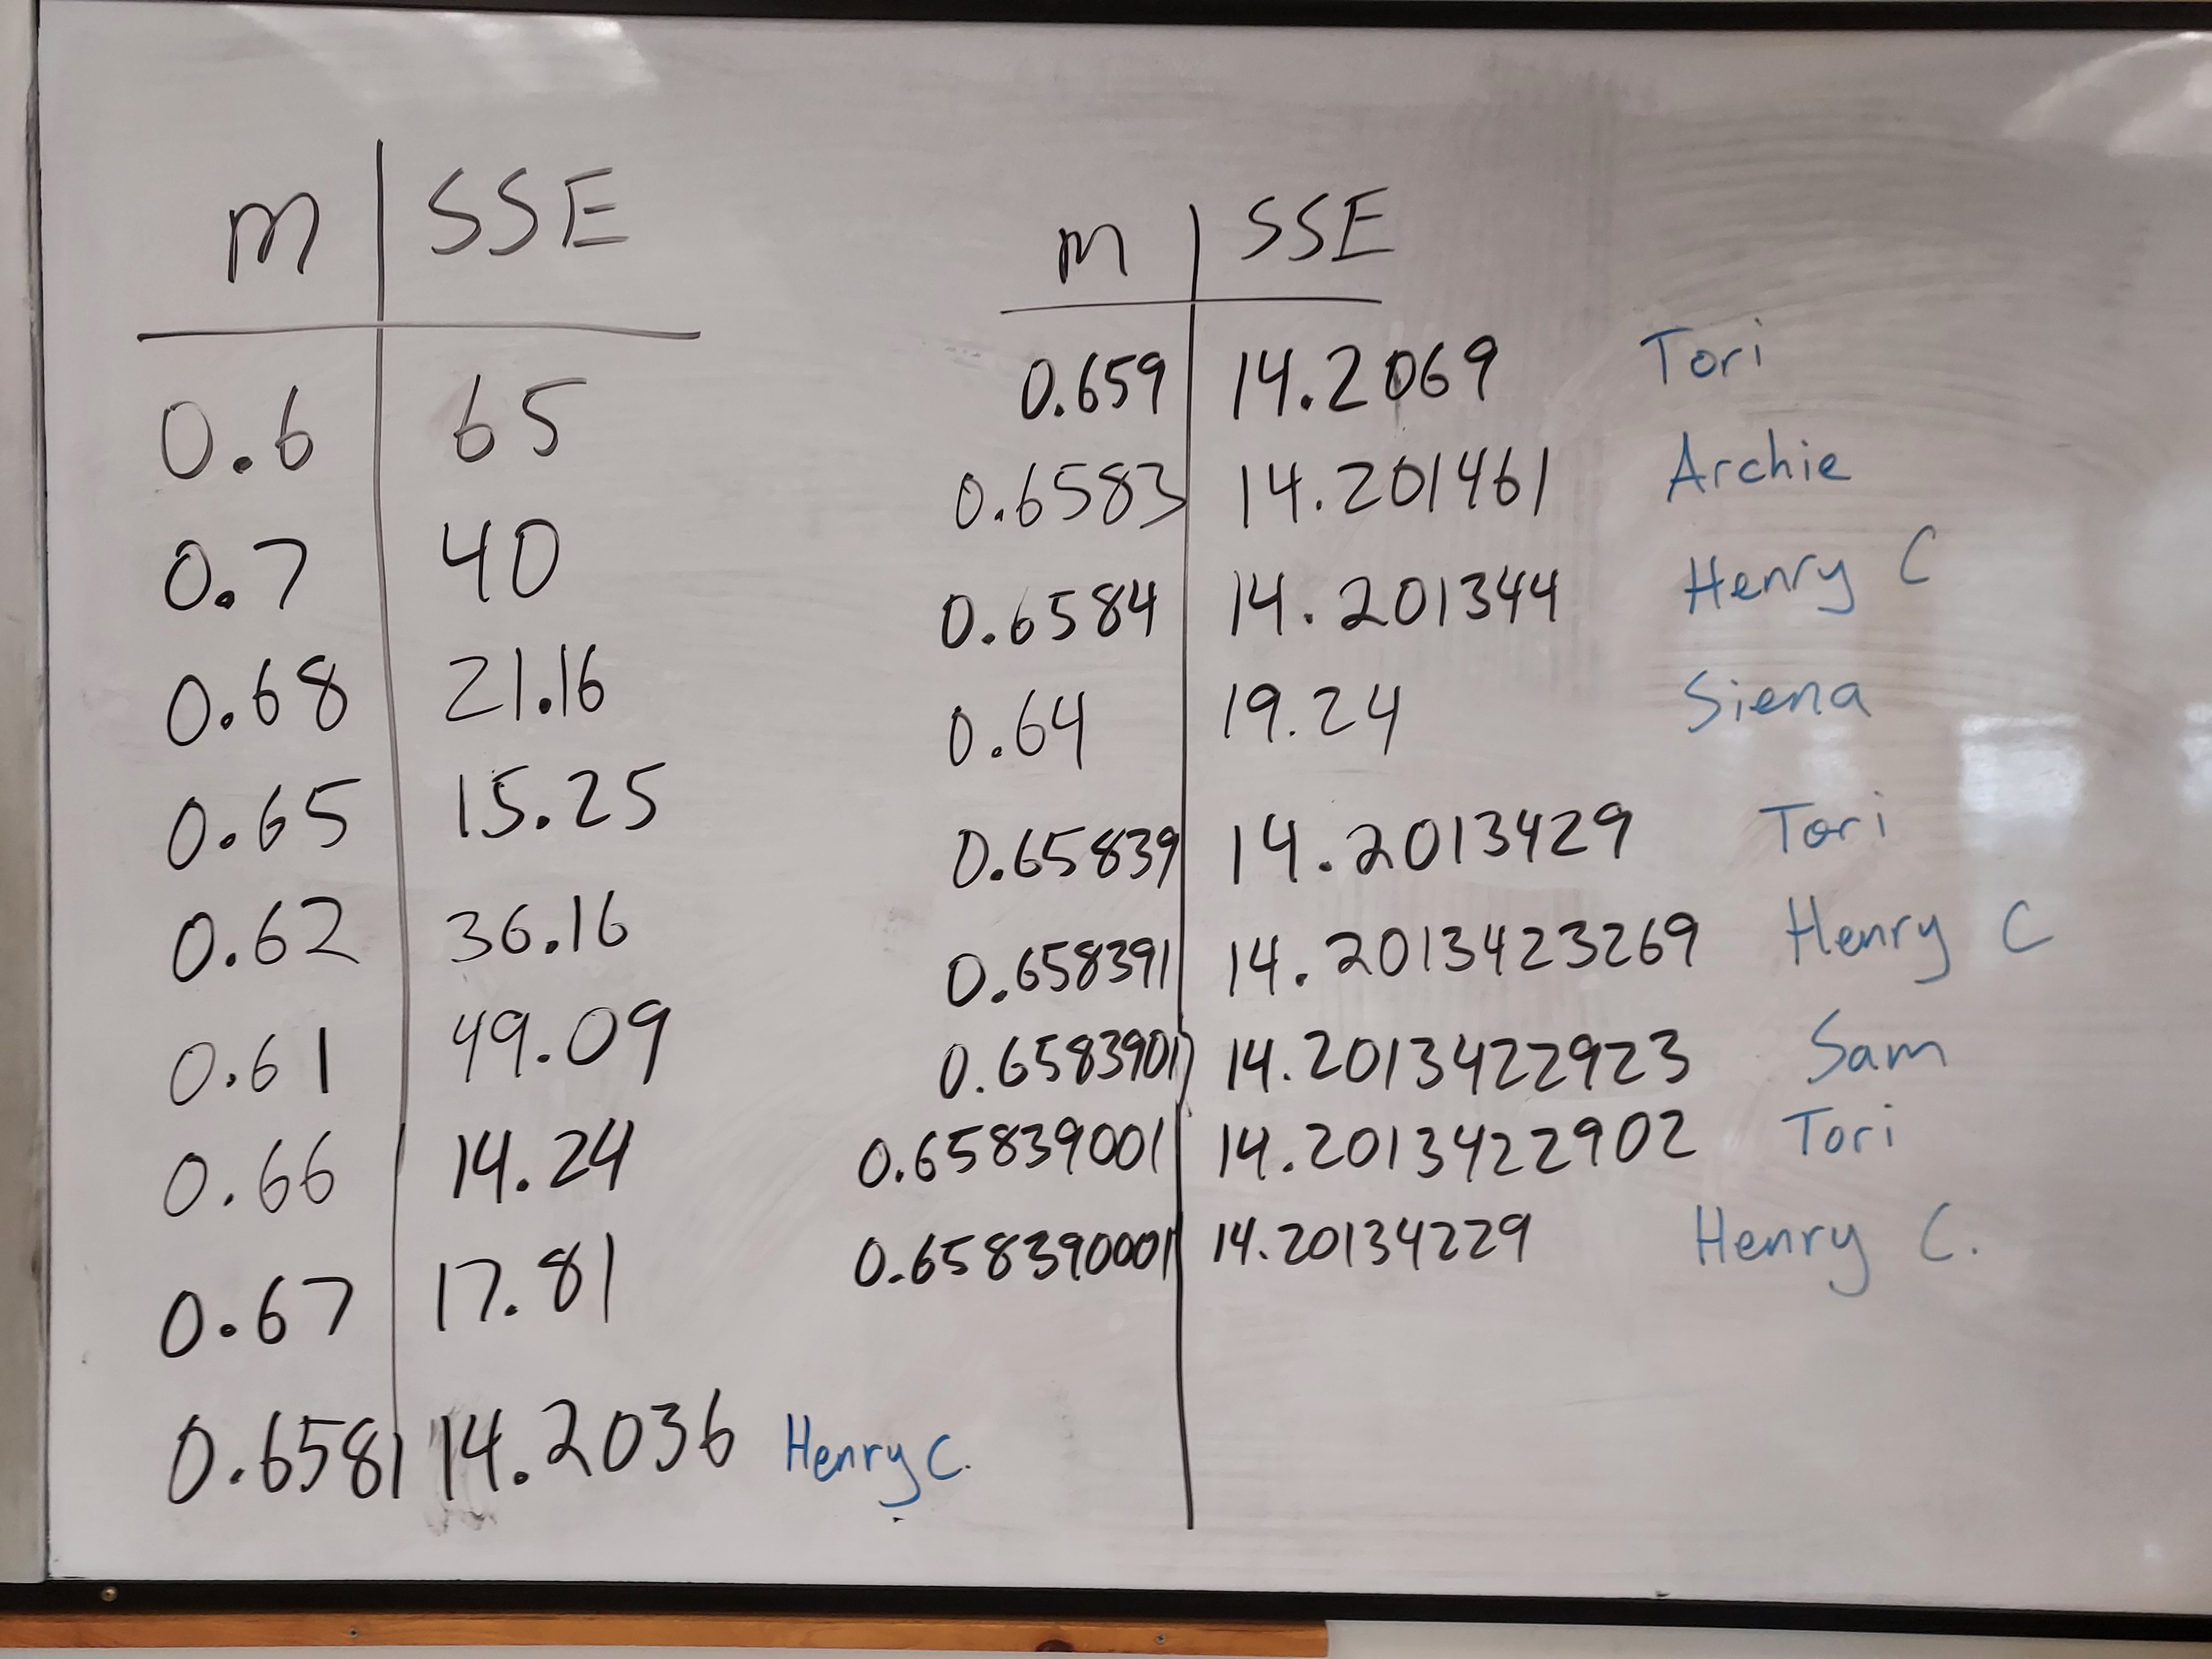 m SSE
0.6 65
0.7 40
0.68 21.16
0.65 15.25
0.62 36.16
0.61 49.09
0.66 14.24
0.67 17.81
0.6581 14.2036 Henry C.
m SSE
0.659 14.2069 Tori
0.6583 14.201461 Archie
0.6584 14.201344 Henry C
0.64 19.24 Siena
0.65839 14.2013429 Tori
0.658391 14.2013423269 Henry C
0.6583901 14.2013422923 Sam
0.65839001 14.2013422902 Tori
0.658390001 14.20134229 Henry C.